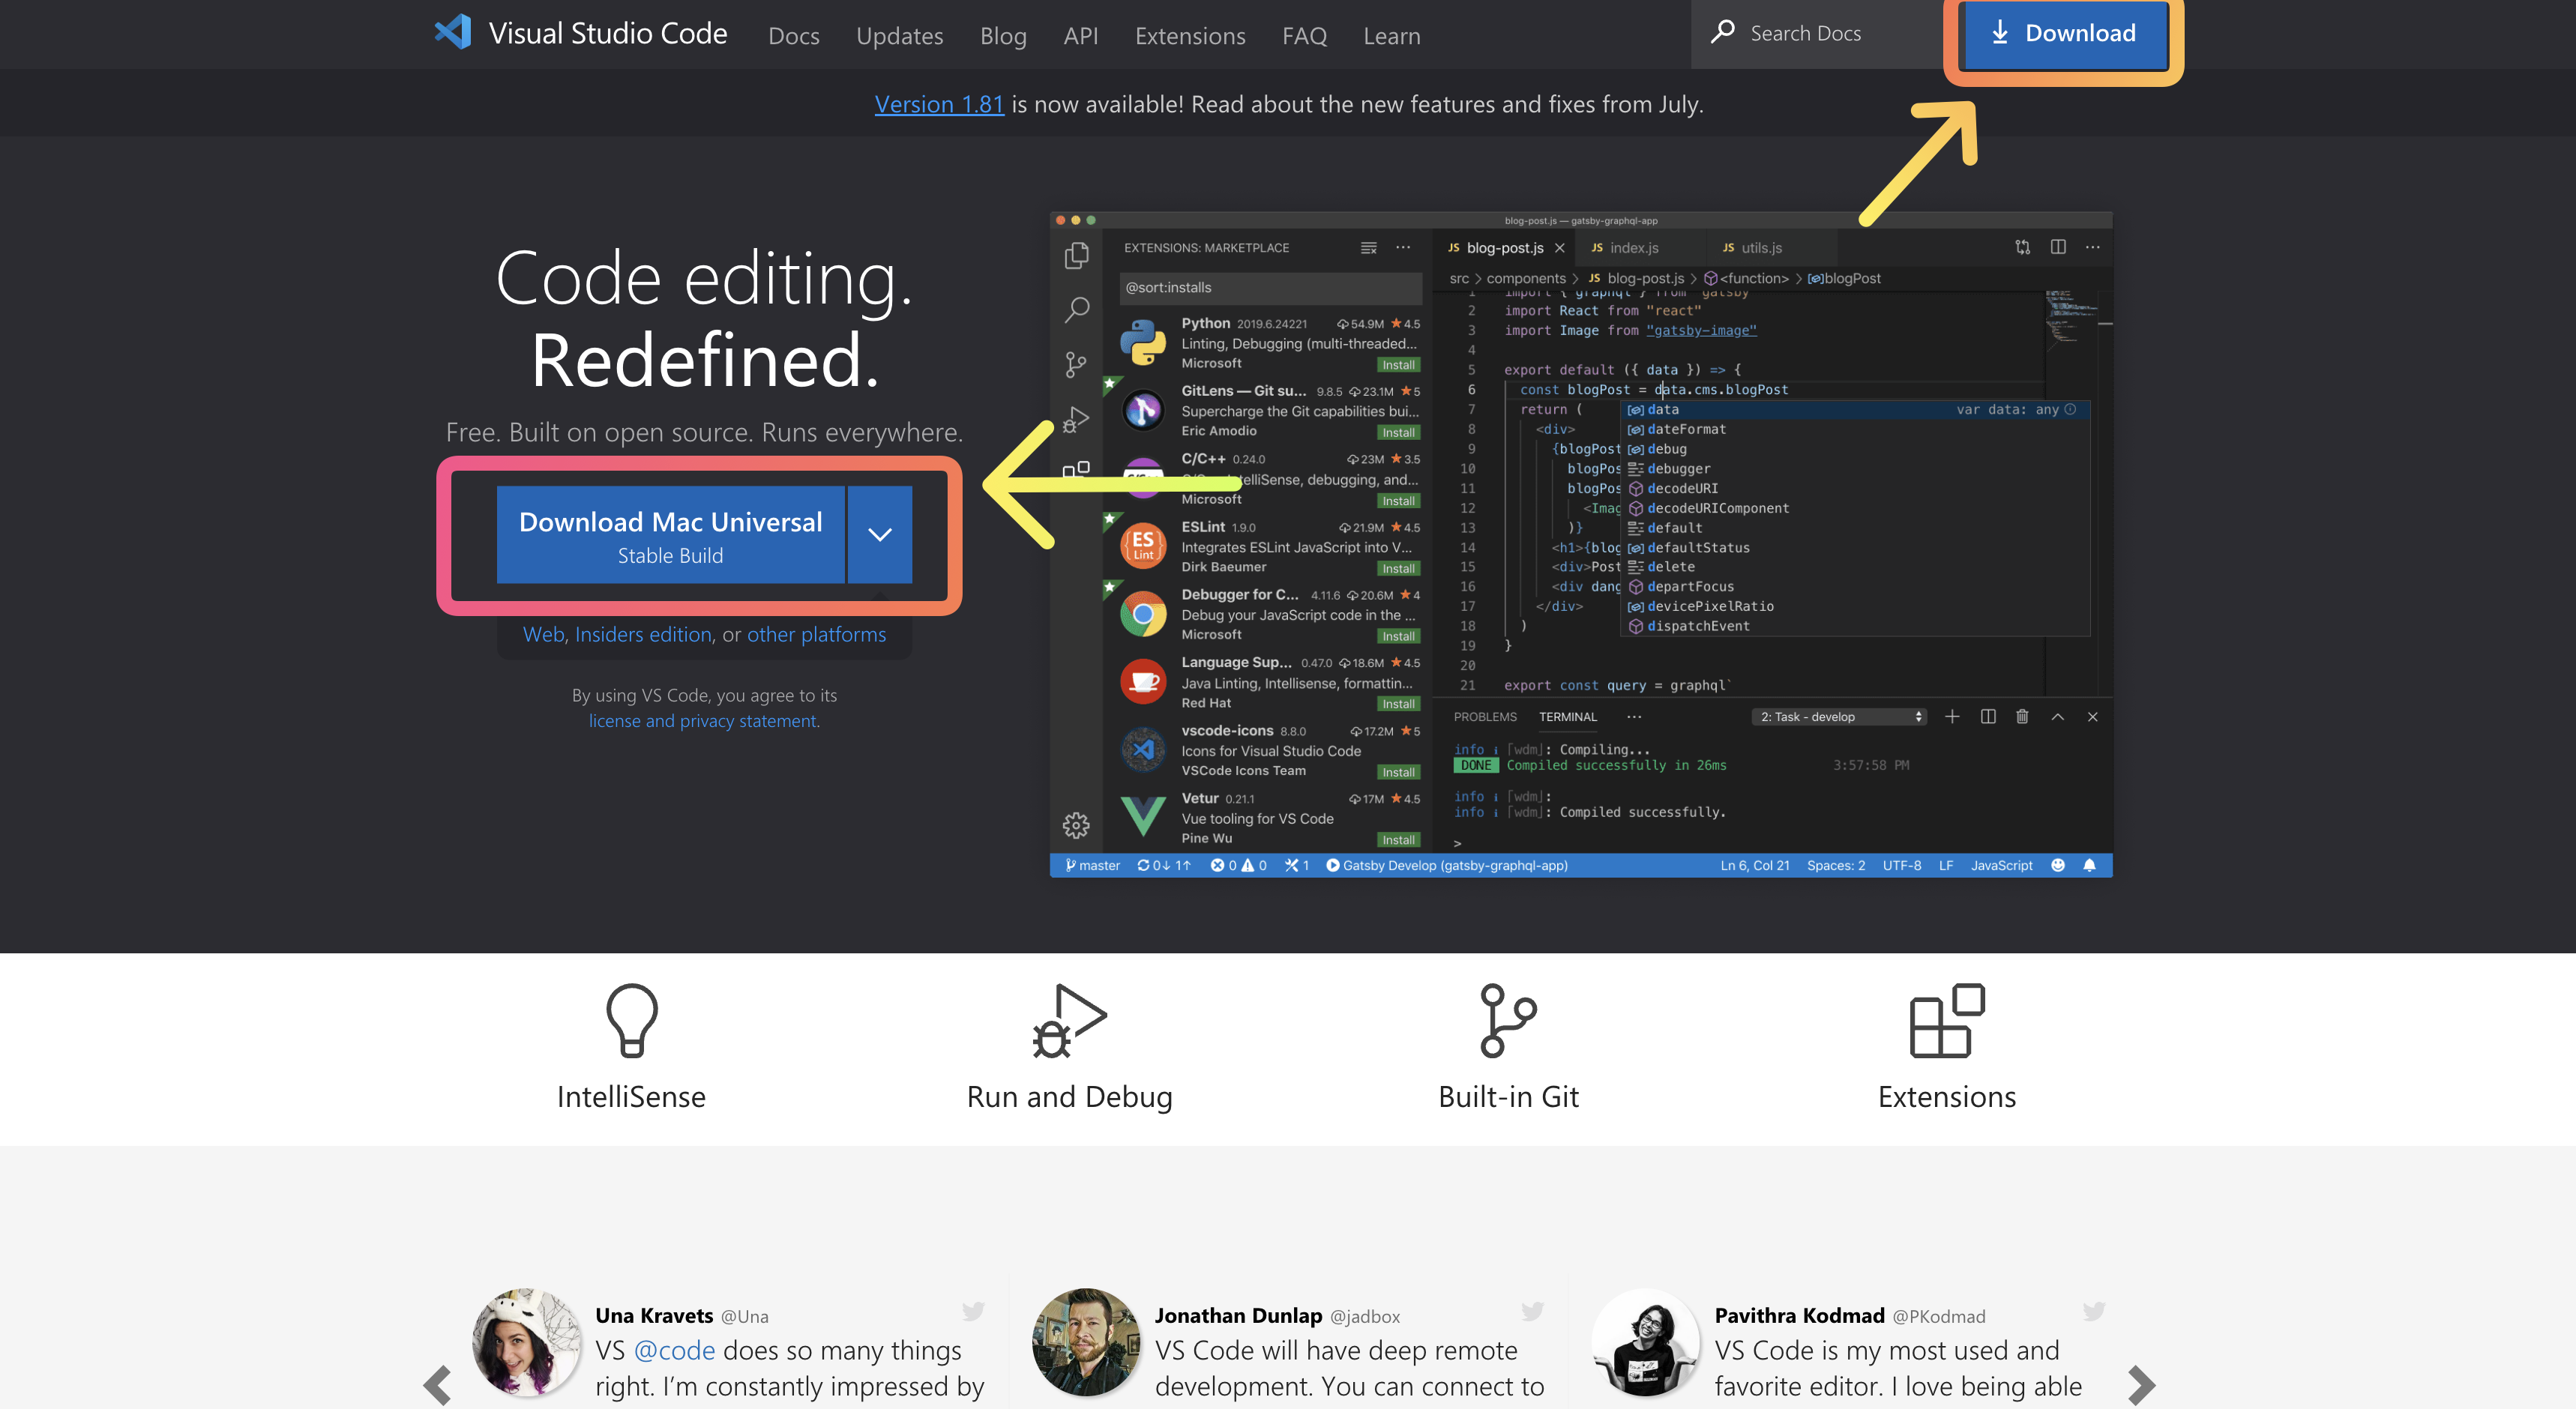 Visual Studio Code
Docs
Updates
Blog
API
Extensions
FAQ
Learn
Search Docs
Download
Version 1.81 is now available! Read about the new features and fixes from July.
Code editing.
Redefined.
Free. Built on open source. Runs everywhere.
Download Mac Universal
Stable Build
Web, Insiders edition, or other platforms
By using VS Code, you agree to its
license and privacy statement.
blog-post.js — gatsby-graphql-app
EXTENSIONS: MARKETPLACE
@sort:installs
Python 2019.6.24221 54.9M 4.5
Linting, Debugging (multi-threaded...
Microsoft
Install
GitLens — Git su... 9.8.5 23.1M 5
Supercharge the Git capabilities bui...
Eric Amodio
Install
C/C++ 0.24.0 23M 3.5
telliSense, debugging, and...
Microsoft
Install
ESLint 1.9.0 21.9M 4.5
Integrates ESLint JavaScript into V...
Dirk Baeumer
Install
ES
Lint
Debugger for C... 4.11.6 20.6M 4
Debug your JavaScript code in the ...
Microsoft
Install
Language Sup... 0.47.0 18.6M 4.5
Java Linting, Intellisense, formattin...
Red Hat
Install
vscode-icons 8.8.0 17.2M 5
Icons for Visual Studio Code
VSCode Icons Team
Install
Vetur 0.21.1 17M 4.5
Vue tooling for VS Code
Pine Wu
Install
JS blog-post.js
JS index.js
JS utils.js
src > components > JS blog-post.js > <function> > blogPost
1 import { graphql } from "gatsby"
2 import React from "react"
3 import Image from "gatsby-image"
4
5 export default ({ data }) => {
6 const blogPost = data.cms.blogPost
7 return (
8 <div>
9 {blogPost
10 blogPos
11 blogPos
12 <Imag
13 )}
14 <h1>{blog
15 <div>Post
16 <div dang
17 </div>
18 )
19 }
20
21 export const query = graphql`
data var data: any
dateFormat
debug
debugger
decodeURI
decodeURIComponent
default
defaultStatus
delete
departFocus
devicePixelRatio
dispatchEvent
PROBLEMS
TERMINAL
2: Task - develop
info [wdm]: Compiling...
DONE Compiled successfully in 26ms 3:57:58 PM
info [wdm]:
info [wdm]: Compiled successfully.
>
master 0↓ 1↑ 0 0 1 Gatsby Develop (gatsby-graphql-app)
Ln 6, Col 21 Spaces: 2 UTF-8 LF JavaScript
IntelliSense
Run and Debug
Built-in Git
Extensions
Una Kravets @Una
VS @code does so many things
right. I'm constantly impressed by
Jonathan Dunlap @jadbox
VS Code will have deep remote
development. You can connect to
Pavithra Kodmad @PKodmad
VS Code is my most used and
favorite editor. I love being able